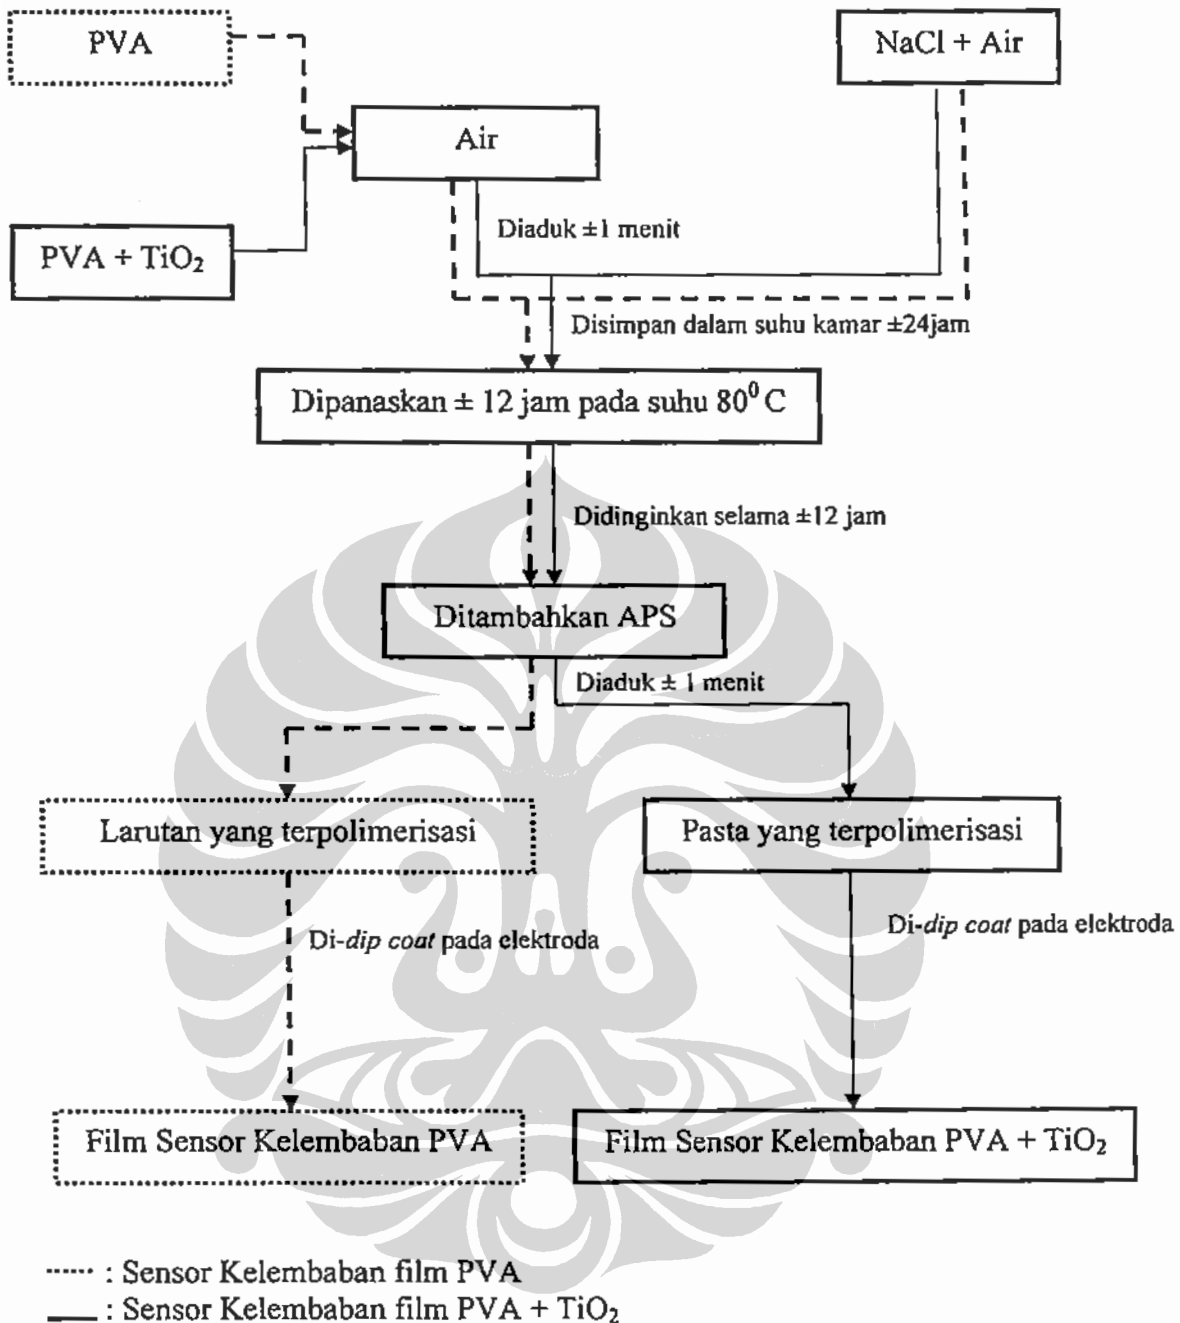 PVA
NaCl + Air
Air
PVA + TiO₂
Diaduk ±1 menit
Disimpan dalam suhu kamar ±24jam
Dipanaskan ± 12 jam pada suhu 80⁰ C
Didinginkan selama ±12 jam
Ditambahkan APS
Diaduk ± 1 menit
Larutan yang terpolimerisasi
Pasta yang terpolimerisasi
Di-dip coat pada elektroda
Di-dip coat pada elektroda
Film Sensor Kelembaban PVA
Film Sensor Kelembaban PVA + TiO₂
: Sensor Kelembaban film PVA
: Sensor Kelembaban film PVA + TiO₂